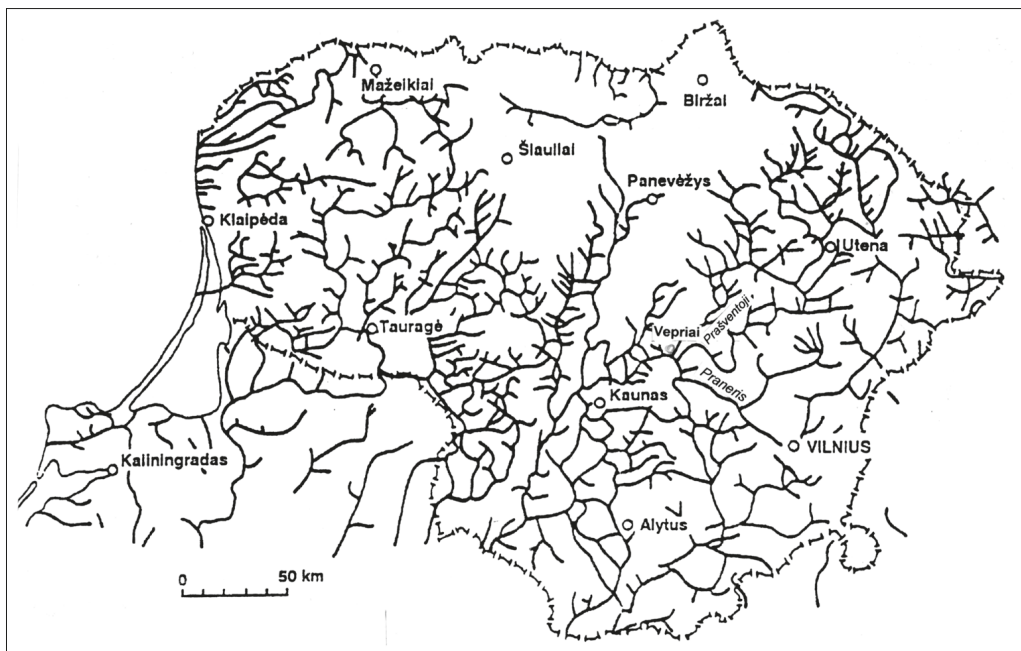 Mažeikiai
Biržai
Šiauliai
Panevėžys
Klaipėda
Utena
Prašventoji
Tauragė
Vepriai
Praneris
Kaunas
VILNIUS
Kaliningradas
Alytus
0 50 km